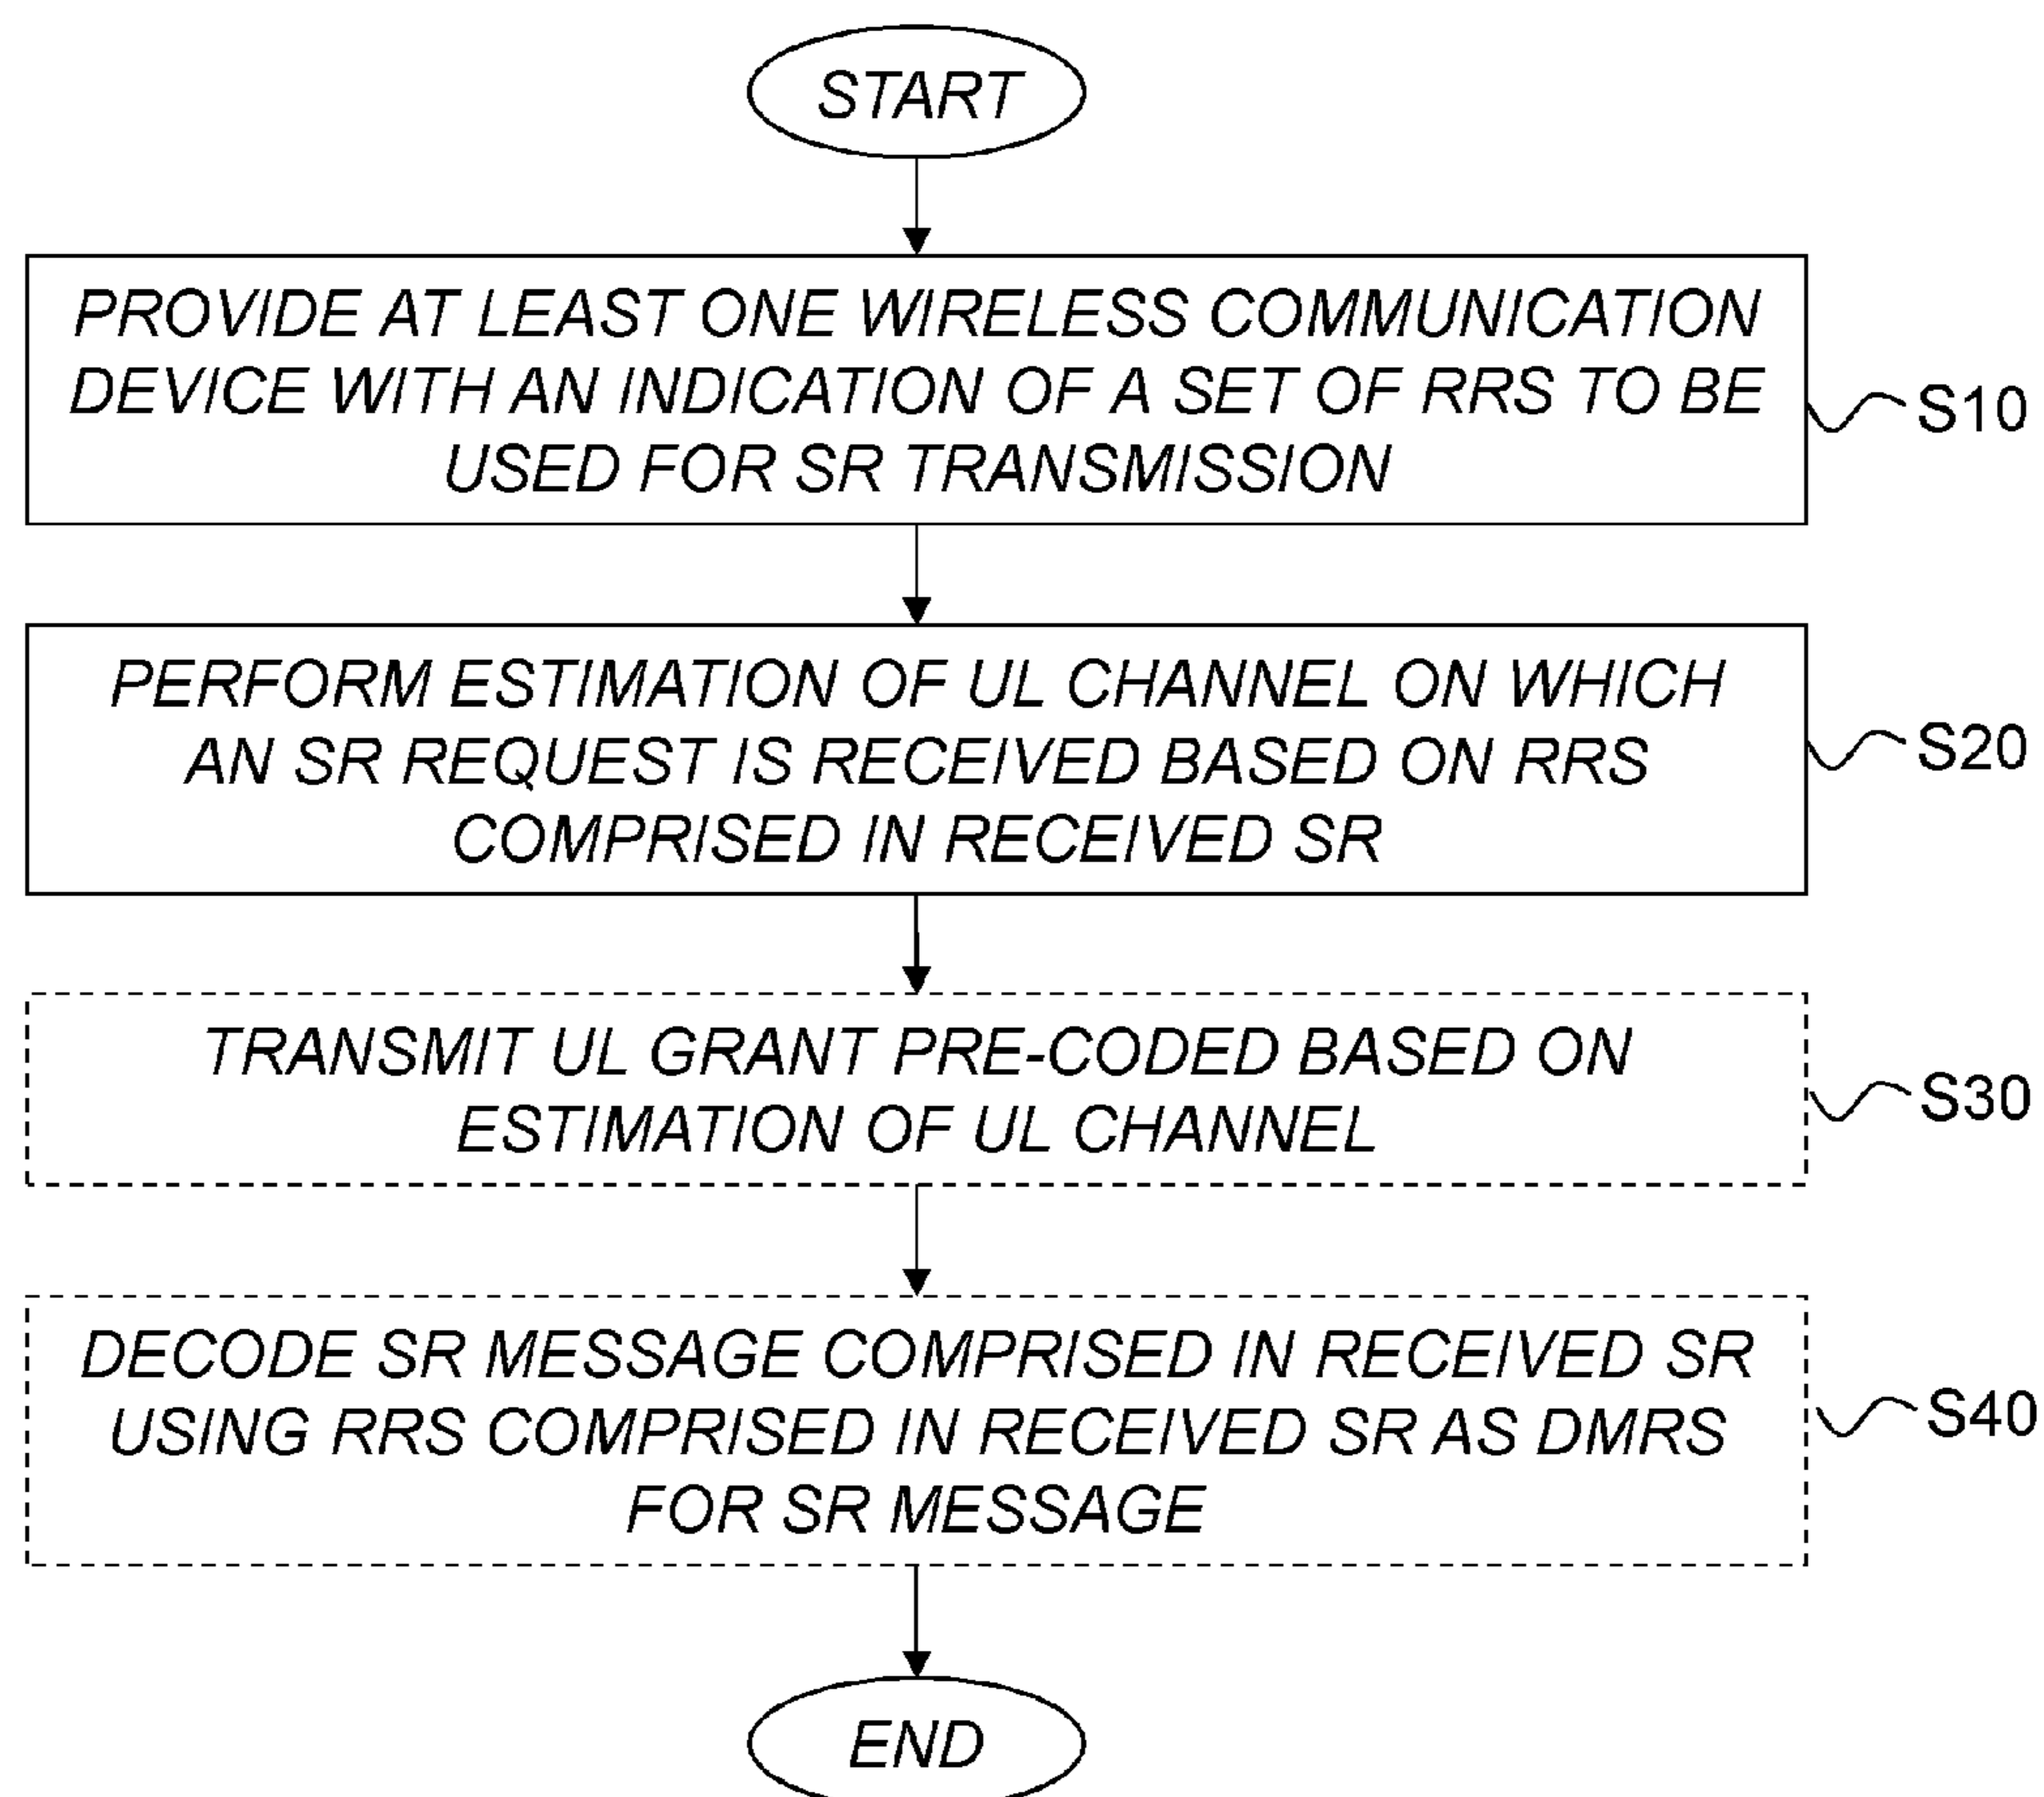 START
PROVIDE AT LEAST ONE WIRELESS COMMUNICATION
DEVICE WITH AN INDICATION OF A SET OF RRS TO BE
USED FOR SR TRANSMISSION
S10
PERFORM ESTIMATION OF UL CHANNEL ON WHICH
AN SR REQUEST IS RECEIVED BASED ON RRS
COMPRISED IN RECEIVED SR
S20
TRANSMIT UL GRANT PRE-CODED BASED ON
ESTIMATION OF UL CHANNEL
S30
DECODE SR MESSAGE COMPRISED IN RECEIVED SR
USING RRS COMPRISED IN RECEIVED SR AS DMRS
FOR SR MESSAGE
S40
END